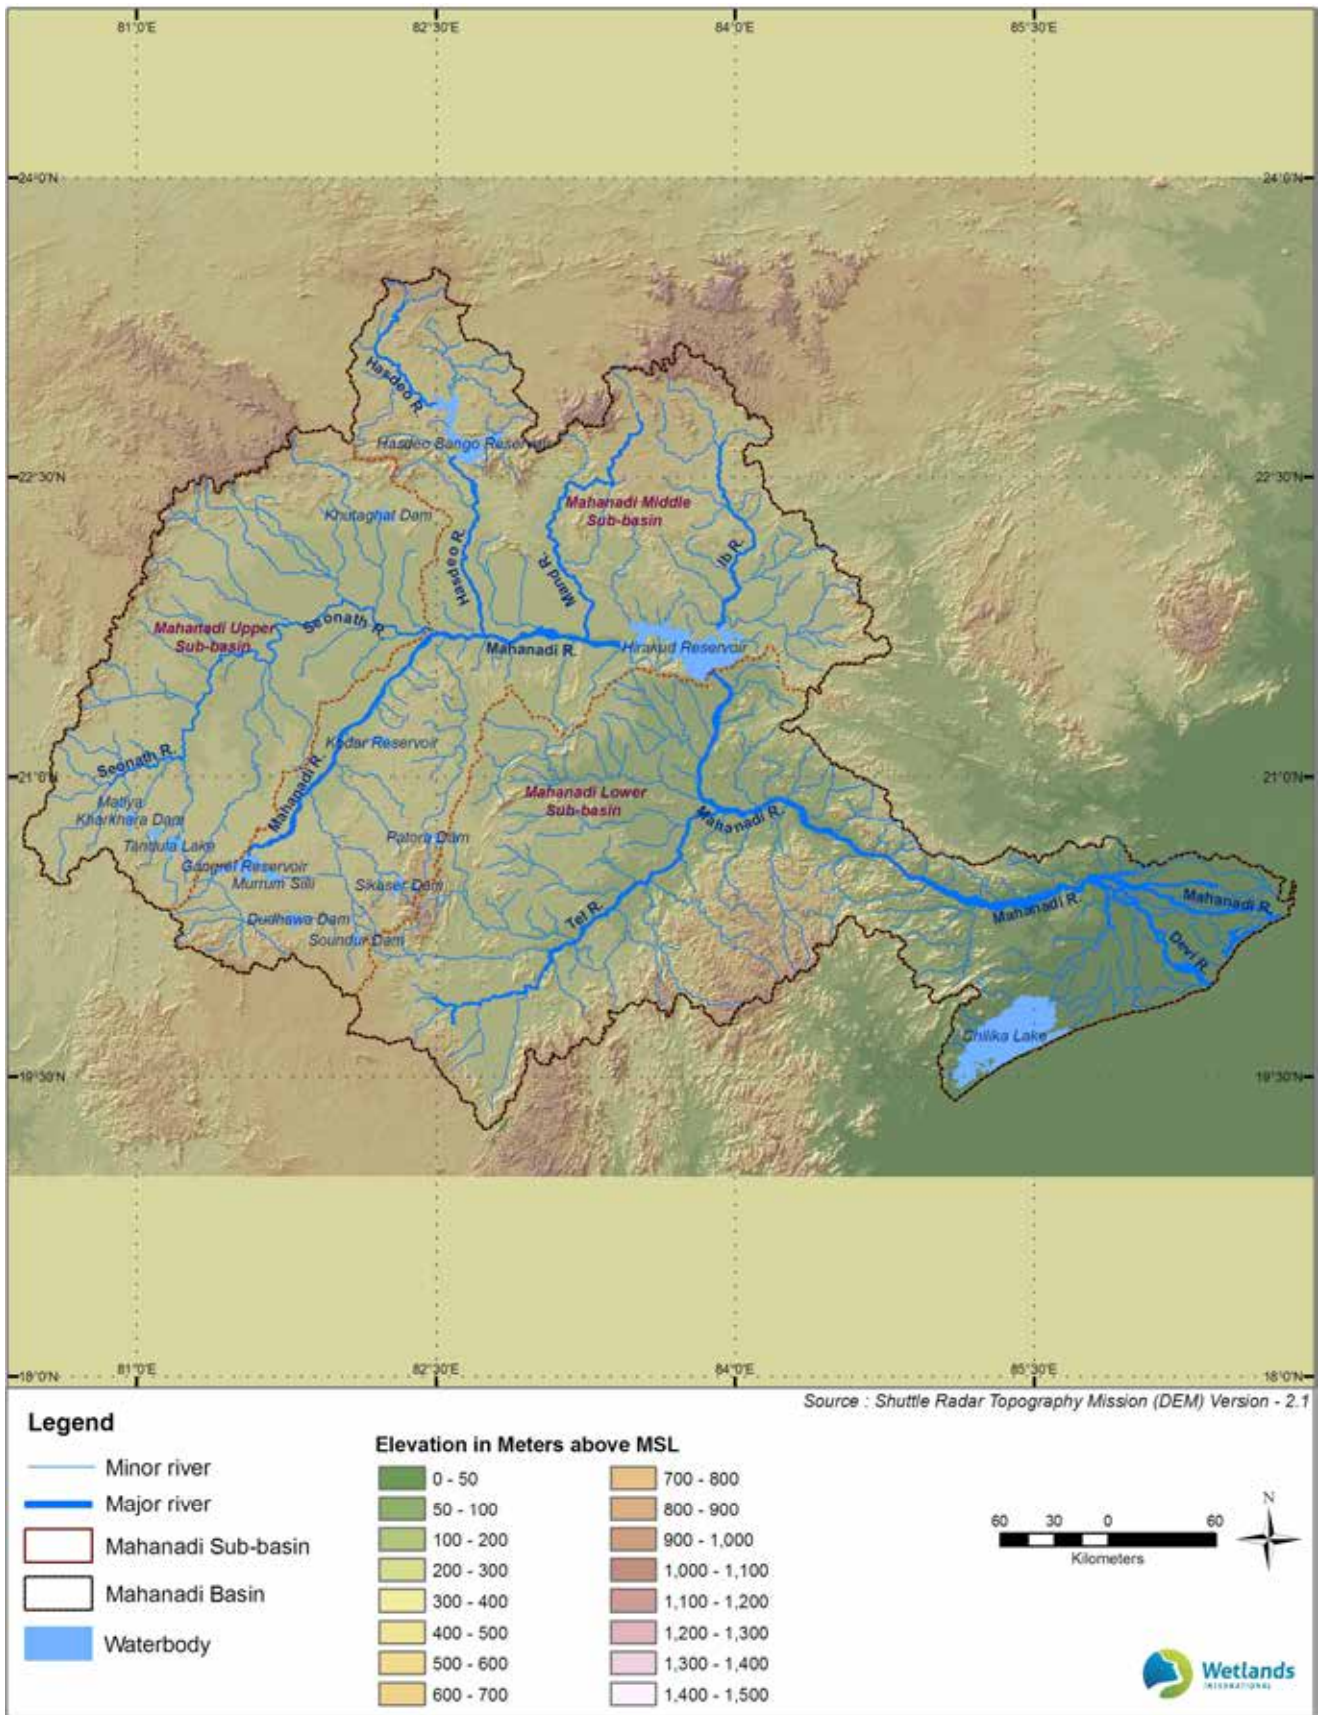 81°0'E 82°30'E 84°0'E 85°30'E
24°0'N 24°0'N
Hasdeo R.
Hasdeo Bango Reservoir
22°30'N 22°30'N
Mahanadi Middle
Sub-basin
Khutaghat Dam
Hasdeo R.
Mand R.
Ib R.
Seonath R.
Mahanadi Upper
Sub-basin
Mahanadi R.
Hirakud Reservoir
Kodar Reservoir
Seonath R.
21°0'N 21°0'N
Mahanadi R.
Mahanadi Lower
Sub-basin
Matiya
Kharkhara Dam
Mahanadi R.
Patora Dam
Tandula Lake
Gangrel Reservoir
Murrum Silli
Sikaser Dam
Mahanadi R.
Mahanadi R.
Tel R.
Dudhawa Dam
Soundur Dam
Devi R.
Chilika Lake
19°30'N 19°30'N
18°0'N 18°0'N
81°0'E 82°30'E 84°0'E 85°30'E
Source : Shuttle Radar Topography Mission (DEM) Version - 2.1
Legend
Minor river
Major river
Mahanadi Sub-basin
Mahanadi Basin
Waterbody
Elevation in Meters above MSL
0 - 50
50 - 100
100 - 200
200 - 300
300 - 400
400 - 500
500 - 600
600 - 700
700 - 800
800 - 900
900 - 1,000
1,000 - 1,100
1,100 - 1,200
1,200 - 1,300
1,300 - 1,400
1,400 - 1,500
N
60 30 0 60
Kilometers
Wetlands
INTERNATIONAL